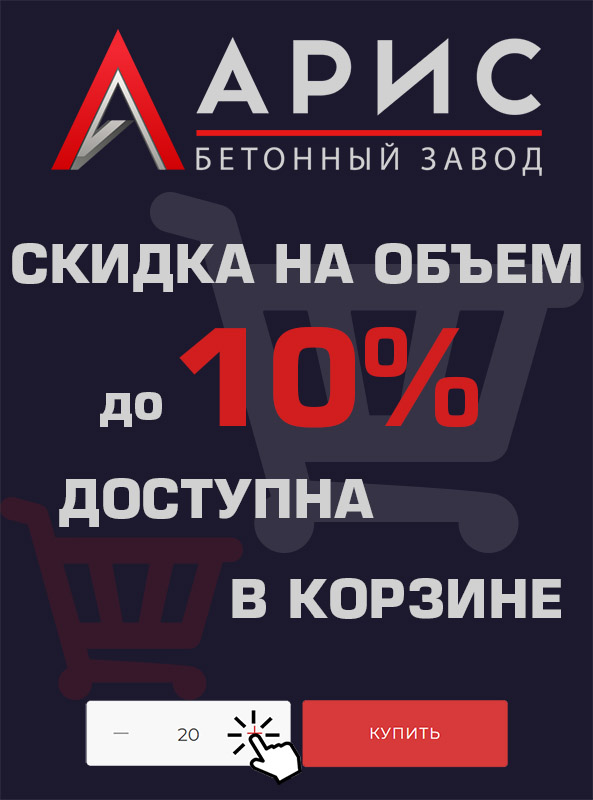 АРИС
БЕТОННЫЙ ЗАВОД
СКИДКА НА ОБЪЕМ
до 10%
ДОСТУПНА
В КОРЗИНЕ
— 20 +
КУПИТЬ